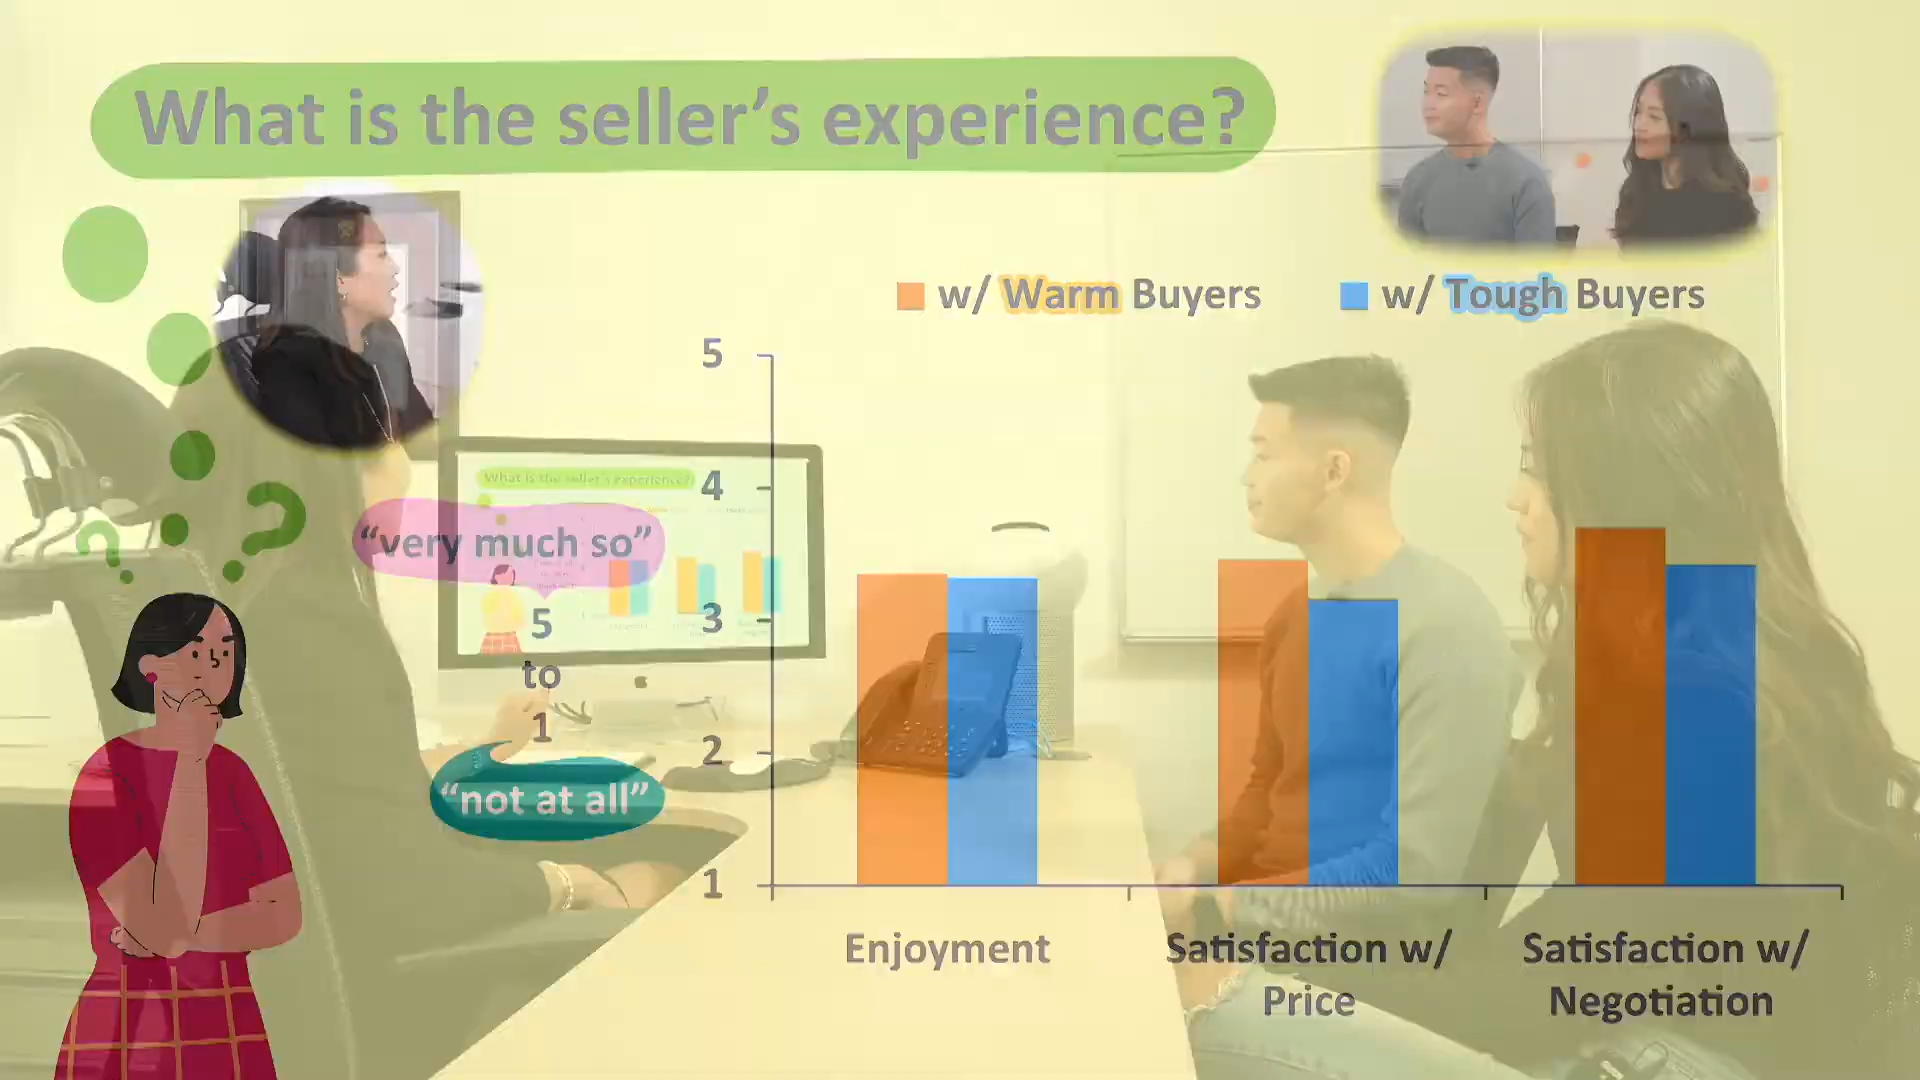 What is the seller's experience?
w/ Warm Buyers
w/ Tough Buyers
5
4
3
2
1
What is the seller's experience?
“very much so”
5
to
1
“not at all”
Enjoyment
Satisfaction w/
Price
Satisfaction w/
Negotiation